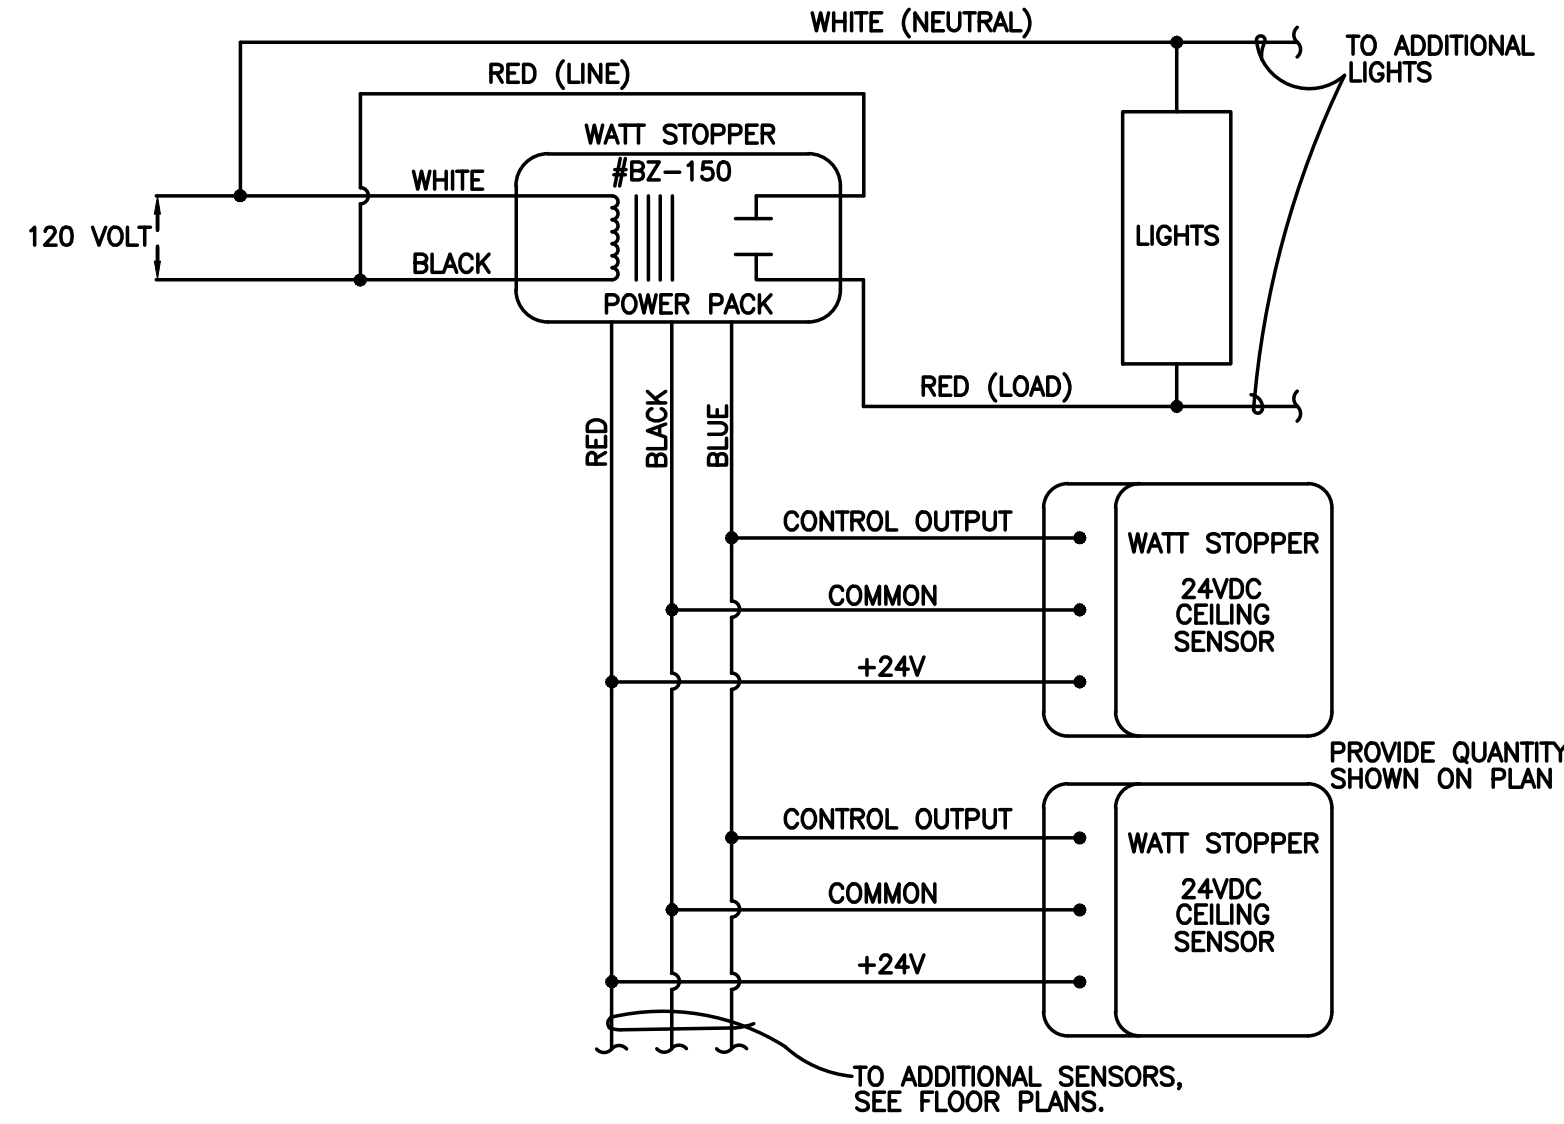 WHITE (NEUTRAL)
TO ADDITIONAL
LIGHTS
RED (LINE)
WATT STOPPER
#BZ-150
WHITE
120 VOLT
LIGHTS
BLACK
POWER PACK
RED (LOAD)
RED
BLACK
BLUE
CONTROL OUTPUT
COMMON
+24V
WATT STOPPER
24VDC
CEILING
SENSOR
PROVIDE QUANTITY
SHOWN ON PLAN
CONTROL OUTPUT
COMMON
+24V
WATT STOPPER
24VDC
CEILING
SENSOR
TO ADDITIONAL SENSORS,
SEE FLOOR PLANS.